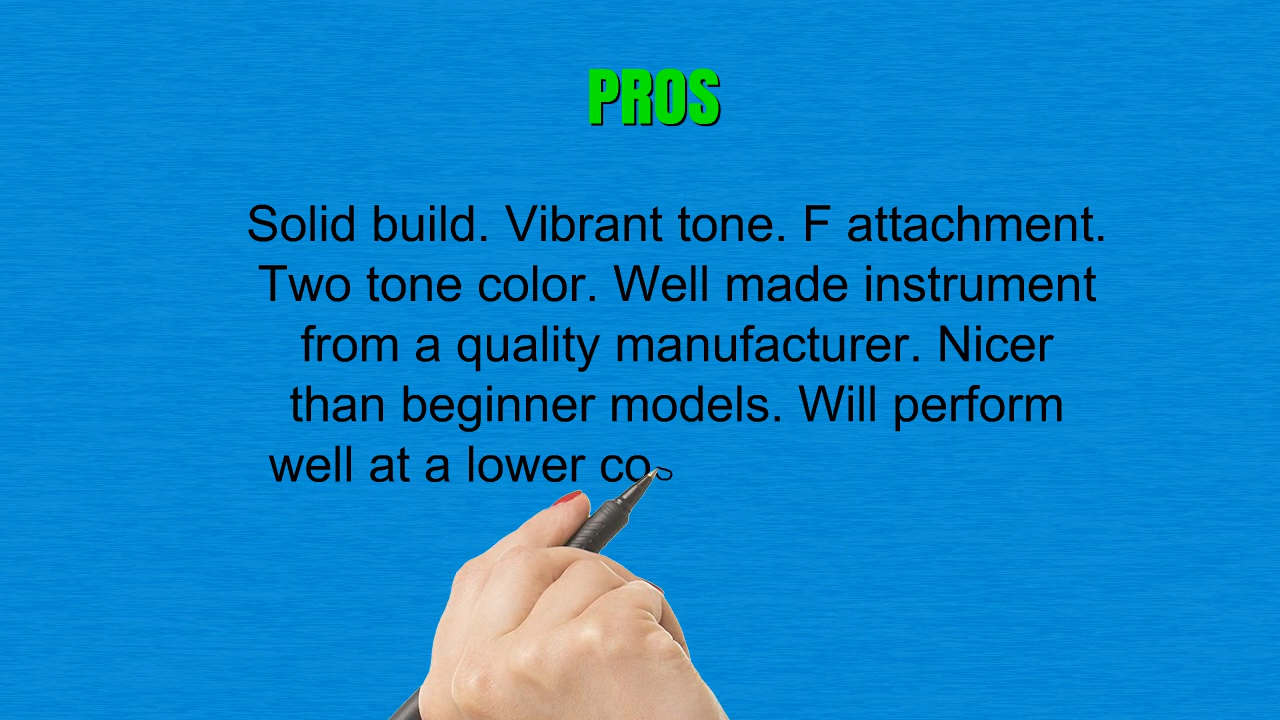 PROS
Solid build. Vibrant tone. F attachment.
Two tone color. Well made instrument
from a quality manufacturer. Nicer
than beginner models. Will perform
well at a lower co